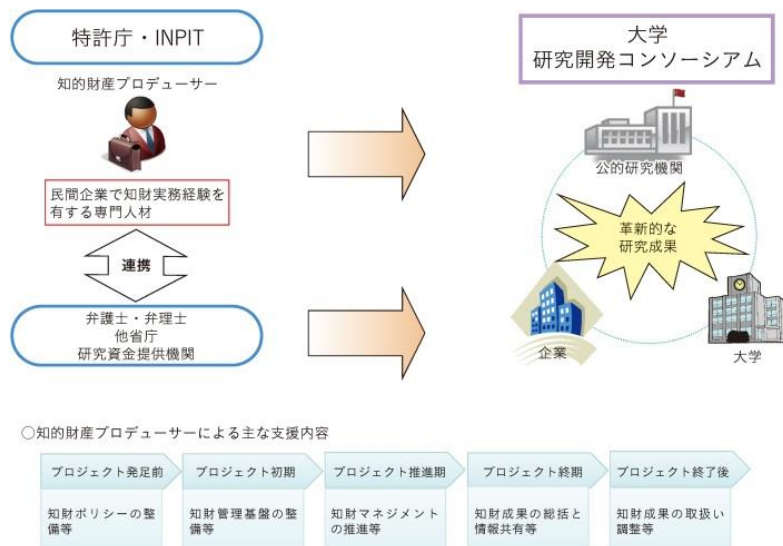 特許庁・INPIT
知的財産プロデューサー
民間企業で知財実務経験を
有する専門人材
連携
弁護士・弁理士
他省庁
研究資金提供機関
大学
研究開発コンソーシアム
公的研究機関
革新的な
研究成果
企業
大学
○知的財産プロデューサーによる主な支援内容
プロジェクト発足前
知財ポリシーの整
備等
プロジェクト初期
知財管理基盤の整
備等
プロジェクト推進期
知財マネジメント
の推進等
プロジェクト終期
知財成果の総括と
情報共有等
プロジェクト終了後
知財成果の取扱い
調整等